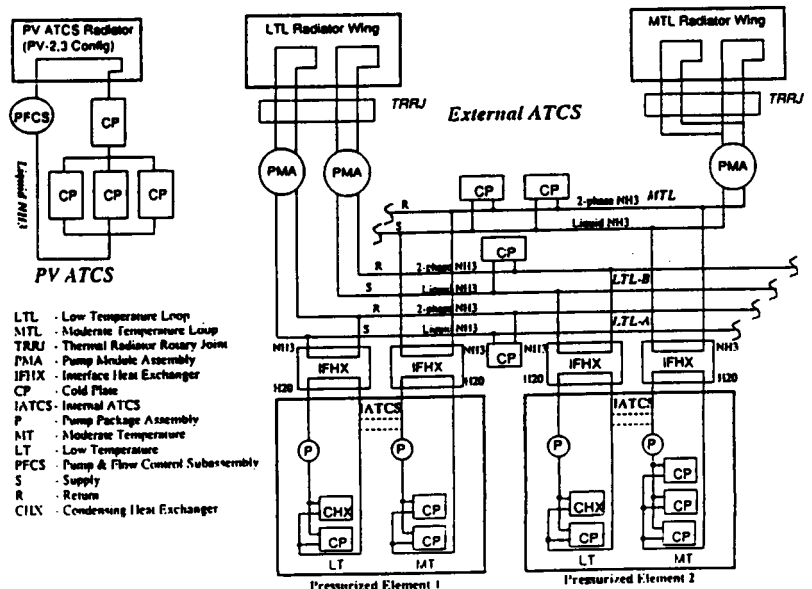 PV ATCS Radiator
(PV-2,3 Config)
PFCS
CP
CP
CP
CP
Liquid NH3
PV ATCS
LTL Radiator Wing
MTL Radiator Wing
TRRJ
TRRJ
External ATCS
PMA
PMA
PMA
CP
CP
R
2-phase NH3
MTL
S
Liquid NH3
CP
R
2-phase NH3
LTL-B
S
Liquid NH3
R
2-phase NH3
LTL-A
S
Liquid NH3
CP
NH3
NH3
NH3
NH3
IFHX
IFHX
IFHX
IFHX
H20
H20
H20
H20
IATCS
IATCS
P
P
P
P
CHX
CP
CHX
CP
CP
CP
CP
CP
CP
LT
MT
LT
MT
Pressurized Element 1
Pressurized Element 2
LTL - Low Temperature Loop
MTL - Moderate Temperature Loop
TRRJ - Thermal Radiator Rotary Joint
PMA - Pump Module Assembly
IFHX - Interface Heat Exchanger
CP - Cold Plate
IATCS - Internal ATCS
P - Pump Package Assembly
MT - Moderate Temperature
LT - Low Temperature
PFCS - Pump & Flow Control Subassembly
S - Supply
R - Return
CHX - Condensing Heat Exchanger